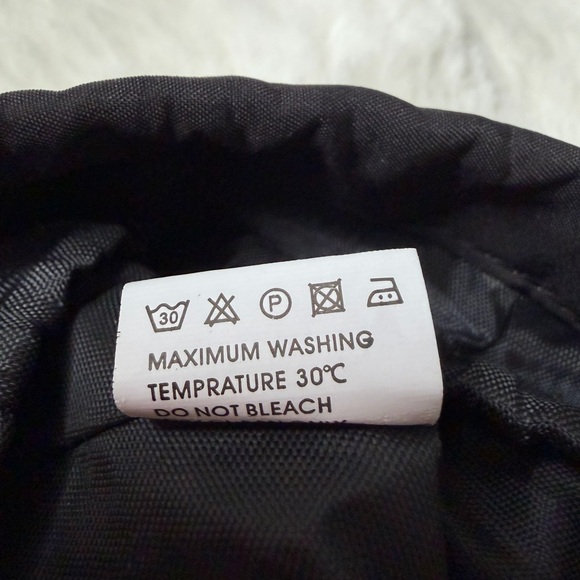 30 P
MAXIMUM WASHING
TEMPRATURE 30℃
DO NOT BLEACH